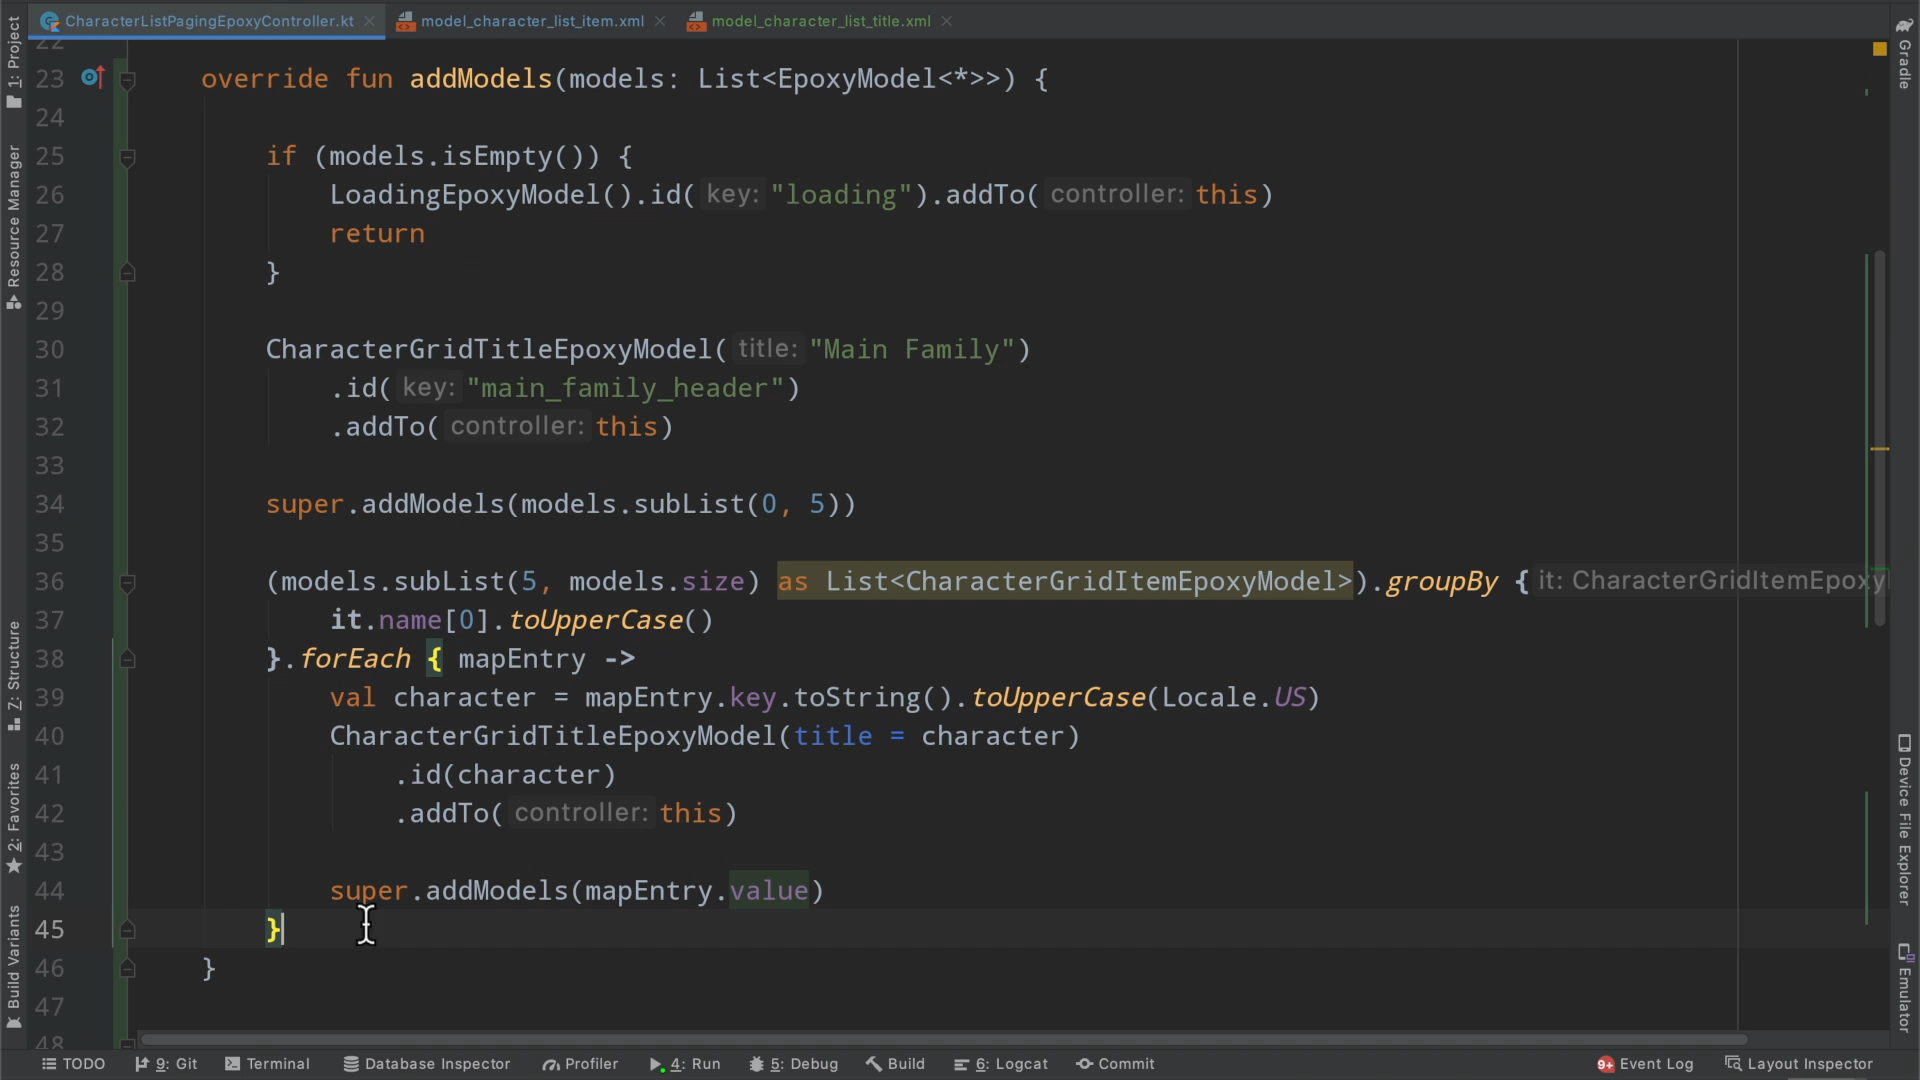 CharacterListPagingEpoxyController.kt
model_character_list_item.xml
model_character_list_title.xml
1: Project
Resource Manager
7: Structure
2: Favorites
Build Variants
22
23 override fun addModels(models: List<EpoxyModel<*>>) {
24
25 if (models.isEmpty()) {
26 LoadingEpoxyModel().id( key: "loading").addTo( controller: this)
27 return
28 }
29
30 CharacterGridTitleEpoxyModel( title: "Main Family")
31 .id( key: "main_family_header")
32 .addTo( controller: this)
33
34 super.addModels(models.subList(0, 5))
35
36 (models.subList(5, models.size) as List<CharacterGridItemEpoxyModel>).groupBy { it: CharacterGridItemEpoxy
37 it.name[0].toUpperCase()
38 }.forEach { mapEntry ->
39 val character = mapEntry.key.toString().toUpperCase(Locale.US)
40 CharacterGridTitleEpoxyModel(title = character)
41 .id(character)
42 .addTo( controller: this)
43
44 super.addModels(mapEntry.value)
45 }
46 }
47
48
Gradle
Device File Explorer
Emulator
TODO
9: Git
Terminal
Database Inspector
Profiler
4: Run
5: Debug
Build
6: Logcat
Commit
9+ Event Log
Layout Inspector